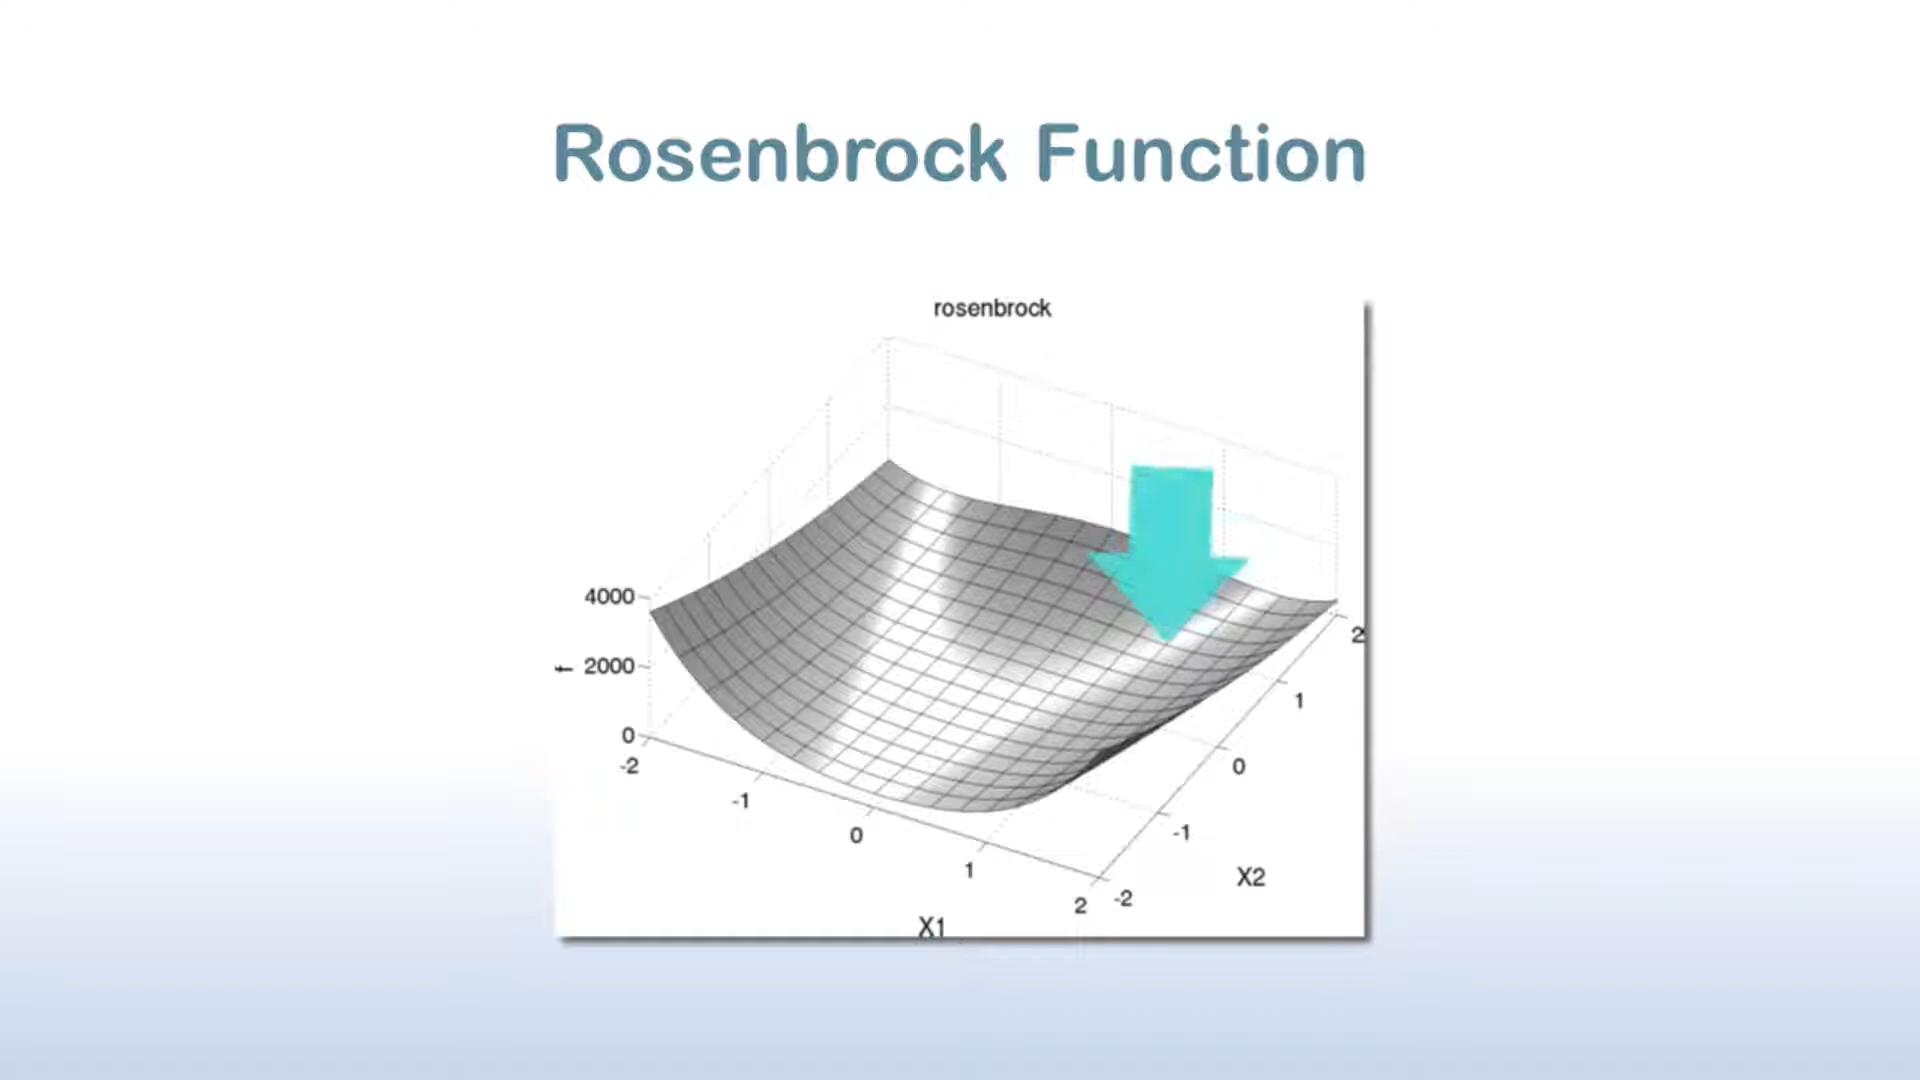 Rosenbrock Function
rosenbrock
4000
f 2000
0
-2
-1
0
1
2
-2
-1
0
1
2
X1
X2